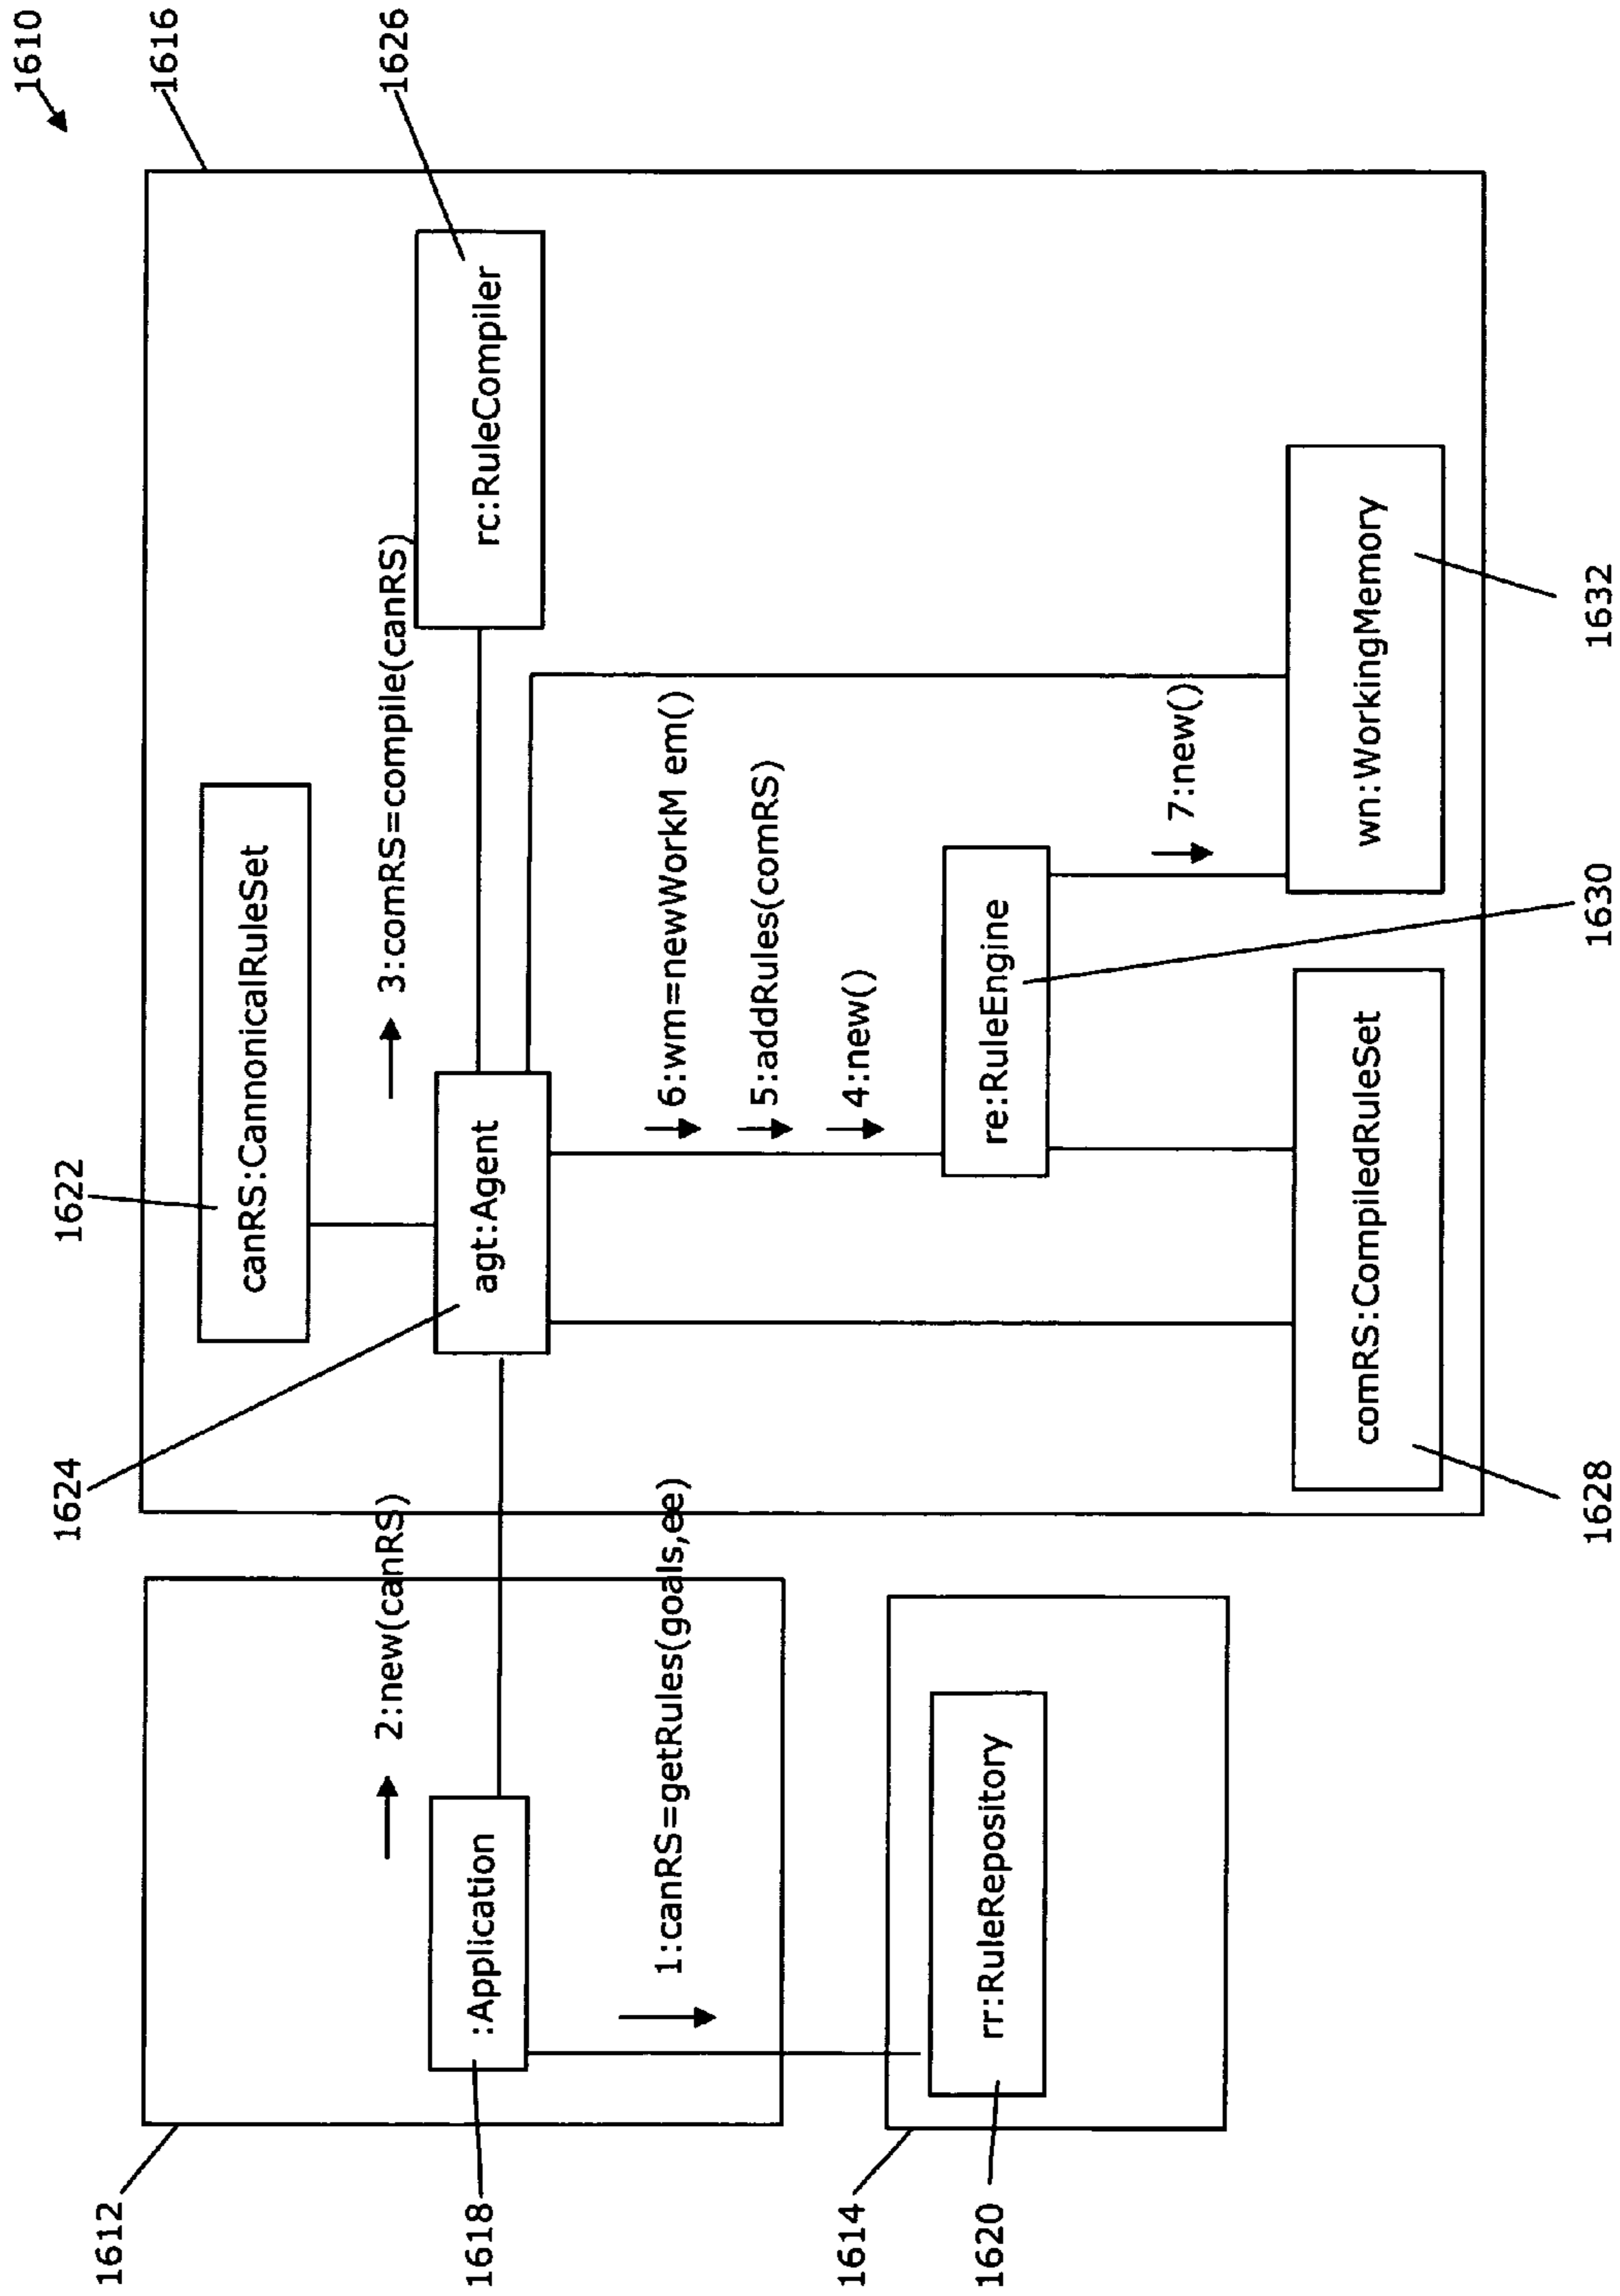 1610
1616
1626
1622
canRS:CannonicalRuleSet
3:comRS=compile(canRS)
rc:RuleCompiler
1624
agt:Agent
2:new(canRS)
1612
:Application
1618
1:canRS=getRules(goals,ee)
6:wm=newWorkM em()
5:addRules(comRS)
4:new()
re:RuleEngine
7:new()
1614
rr:RuleRepository
1620
comRS:CompiledRuleSet
wn:WorkingMemory
1628
1630
1632